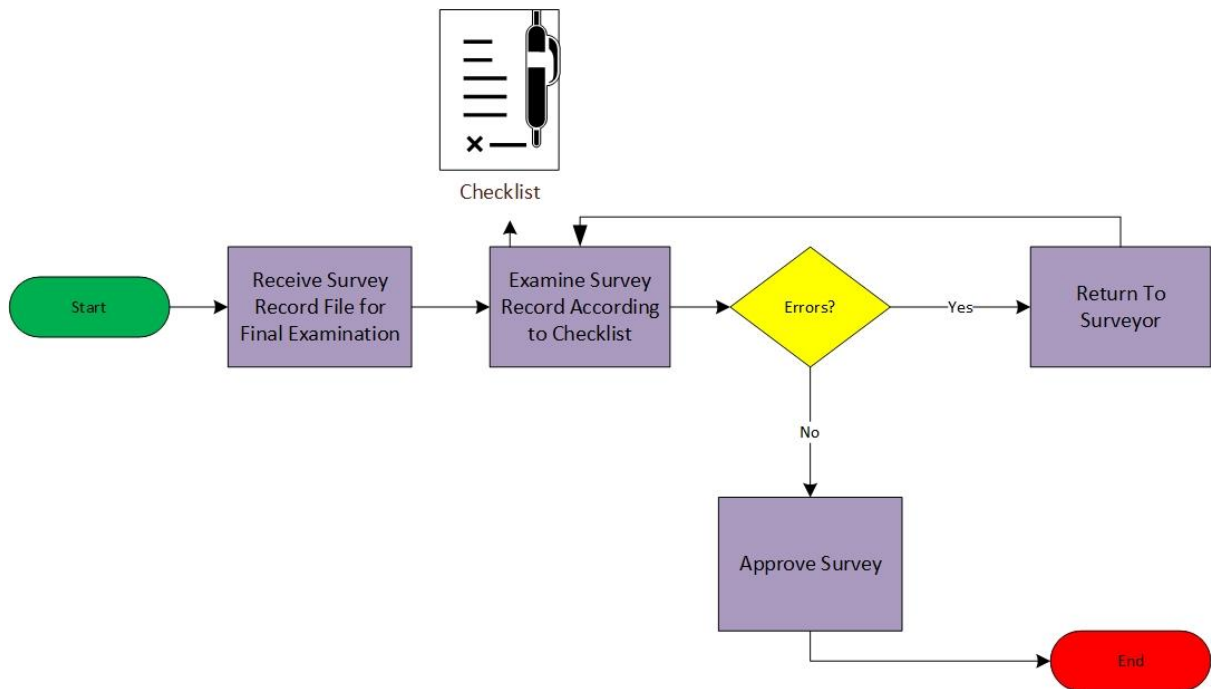 Checklist
Start
Receive Survey
Record File for
Final Examination
Examine Survey
Record According
to Checklist
Errors?
Yes
Return To
Surveyor
No
Approve Survey
End